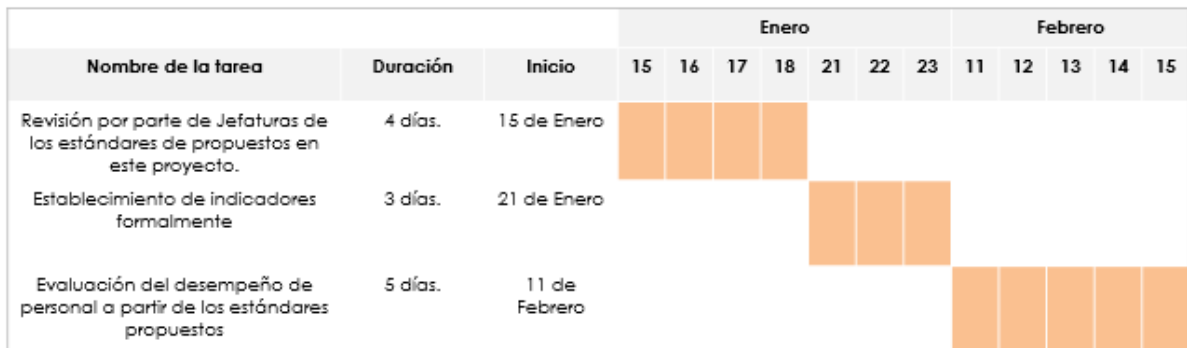 Enero Febrero
Nombre de la tarea Duración Inicio 15 16 17 18 21 22 23 11 12 13 14 15
Revisión por parte de Jefaturas de 4 días. 15 de Enero
los estándares de propuestos en
este proyecto.
Establecimiento de indicadores 3 días. 21 de Enero
formalmente
Evaluación del desempeño de 5 días. 11 de
personal a partir de los estándares Febrero
propuestos